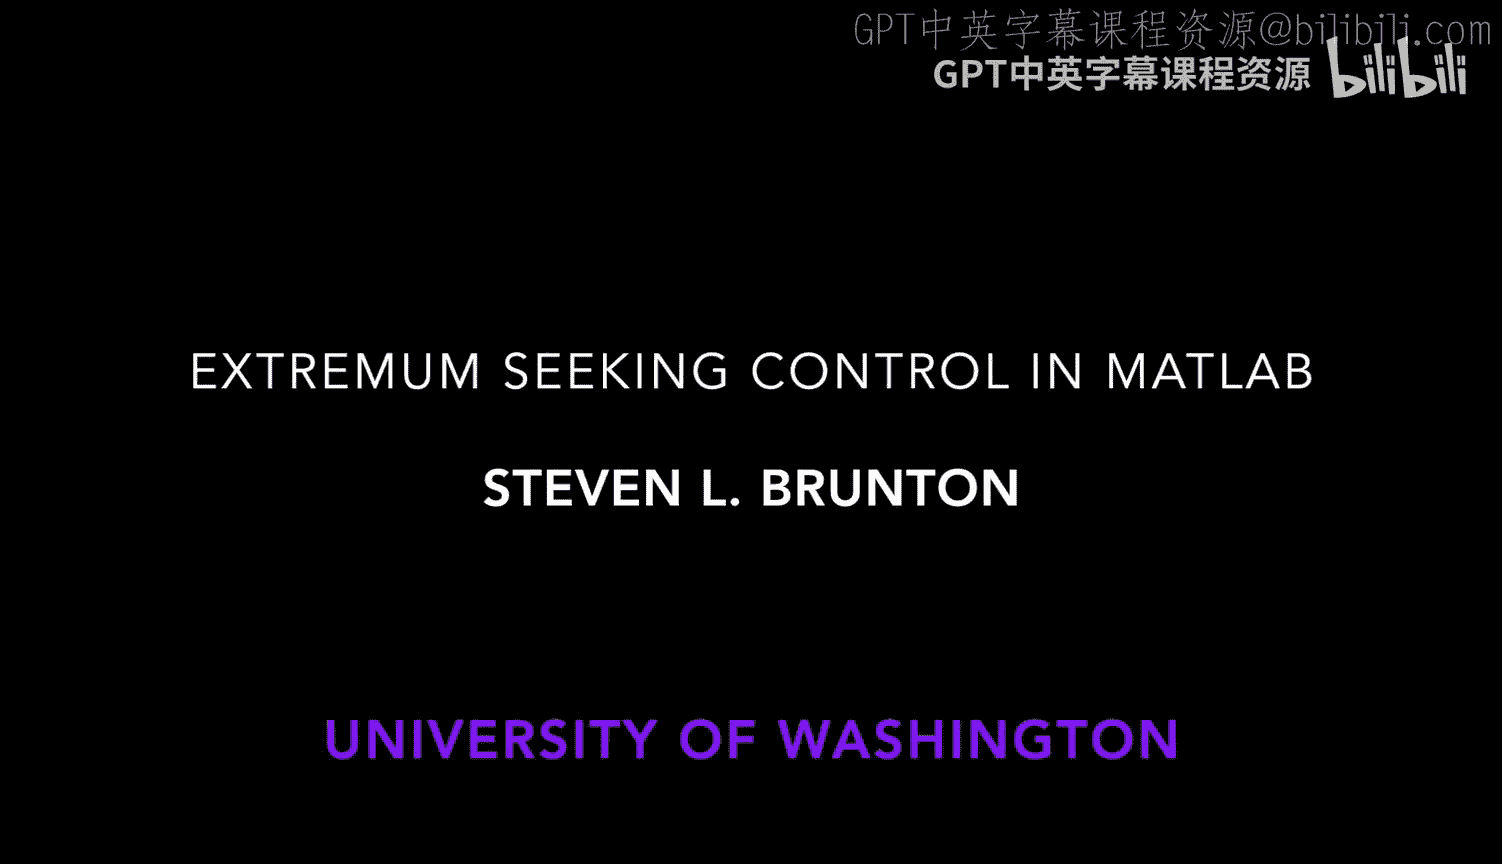 GPT中英字幕课程资源@bilibili.com
GPT中英字幕课程资源 bilibili
EXTREMUM SEEKING CONTROL IN MATLAB
STEVEN L. BRUNTON
UNIVERSITY OF WASHINGTON